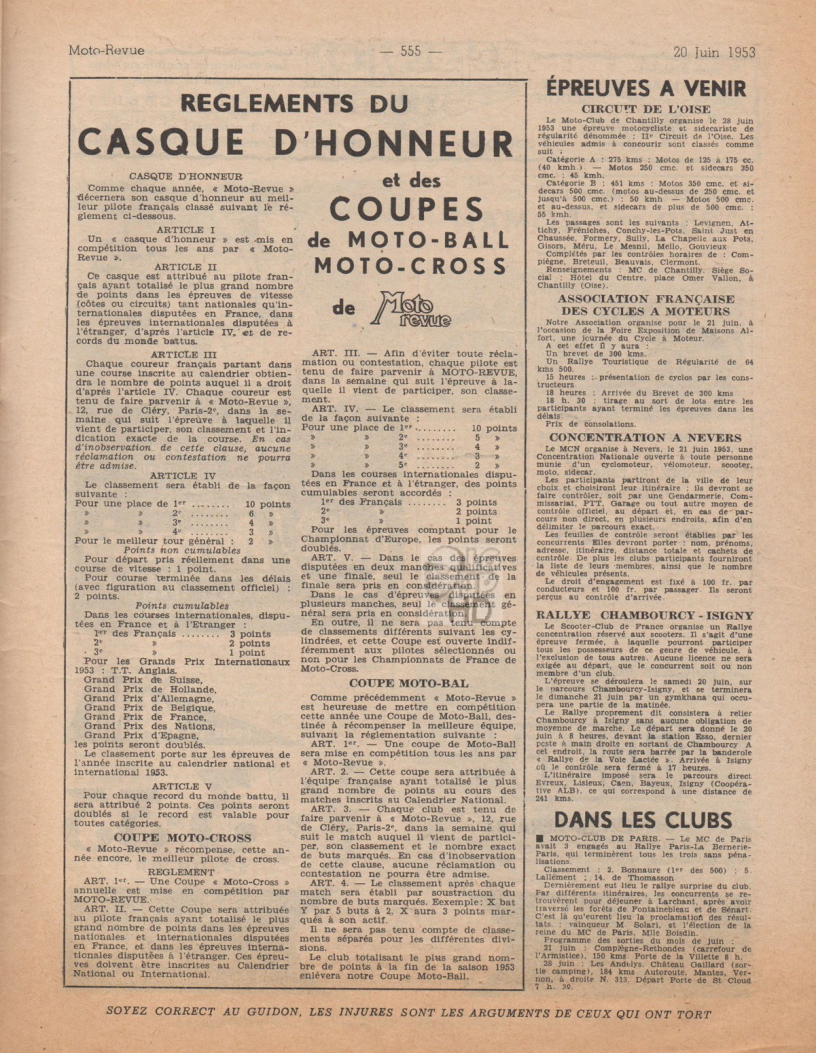 Moto-Revue
— 555 —
20 Juin 1953
REGLEMENTS DU
CASQUE D'HONNEUR
et des
COUPES
de MOTO-BALL
MOTO-CROSS
de Moto revue
CASQUE D'HONNEUR
Comme chaque année, « Moto-Revue »
décernera son casque d'honneur au meil-
leur pilote français classé suivant le rè-
glement ci-dessous.
ARTICLE I
Un « casque d'honneur » est mis en
compétition tous les ans par « Moto-
Revue ».
ARTICLE II
Ce casque est attribué au pilote fran-
çais ayant totalisé le plus grand nombre
de points dans les épreuves de vitesse
(côtes ou circuits) tant nationales qu'in-
ternationales disputées en France, dans
les épreuves internationales disputées à
l'étranger, d'après l'article IV, et de re-
cords du monde battus.
ARTICLE III
Chaque coureur français partant dans
une course inscrite au calendrier obtien-
dra le nombre de points auquel il a droit
d'après l'article IV. Chaque coureur est
tenu de faire parvenir à « Moto-Revue »,
12, rue de Cléry, Paris-2e, dans la se-
maine qui suit l'épreuve à laquelle il
vient de participer, son classement et l'in-
dication exacte de la course. En cas
d'inobservation de cette clause, aucune
réclamation ou contestation ne pourra
être admise.
ARTICLE IV
Le classement sera établi de la façon
suivante :
Pour une place de 1er ........ 10 points
» » 2e ........ 6 »
» » 3e ........ 4 »
» » 4e ........ 3 »
Pour le meilleur tour général : 2 »
Points non cumulables
Pour départ pris réellement dans une
course de vitesse : 1 point.
Pour course terminée dans les délais
(avec figuration au classement officiel) :
2 points.
Points cumulables
Dans les courses internationales, dispu-
tées en France et à l'Etranger :
1er des Français ........ 3 points
2e » 2 points
3e » 1 point
Pour les Grands Prix Internationaux
1953 : T.T. Anglais.
Grand Prix de Suisse,
Grand Prix de Hollande,
Grand Prix d'Allemagne,
Grand Prix de Belgique,
Grand Prix de France,
Grand Prix des Nations,
Grand Prix d'Epagne,
les points seront doublés.
Le classement porte sur les épreuves de
l'année inscrite au calendrier national et
international 1953.
ARTICLE V
Pour chaque record du monde battu, il
sera attribué 2 points. Ces points seront
doublés si le record est valable pour
toutes catégories.
COUPE MOTO-CROSS
« Moto-Revue » récompense, cette an-
née encore, le meilleur pilote de cross.
REGLEMENT
ART. 1er. — Une Coupe « Moto-Cross »
annuelle est mise en compétition par
MOTO-REVUE.
ART. II. — Cette Coupe sera attribuée
au pilote français ayant totalisé le plus
grand nombre de points dans les épreuves
nationales et internationales disputées
en France, et dans les épreuves interna-
tionales disputées à l'étranger. Ces épreu-
ves doivent être inscrites au Calendrier
National ou International.
ART. III. — Afin d'éviter toute récla-
mation ou contestation, chaque pilote est
tenu de faire parvenir à MOTO-REVUE,
dans la semaine qui suit l'épreuve à la-
quelle il vient de participer, son classe-
ment.
ART. IV. — Le classement sera établi
de la façon suivante :
Pour une place de 1er ........ 10 points
» » 2e ........ 5 »
» » 3e ........ 4 »
» » 4e ........ 3 »
» » 5e ........ 2 »
Dans les courses internationales dispu-
tées en France et à l'étranger, des points
cumulables seront accordés :
1er des Français ........ 3 points
2e » 2 points
3e » 1 point
Pour les épreuves comptant pour le
Championnat d'Europe, les points seront
doublés.
ART. V. — Dans le cas des épreuves
disputées en deux manches qualificatives
et une finale, seul le classement de la
finale sera pris en considération.
Dans le cas d'épreuves disputées en
plusieurs manches, seul le classement gé-
néral sera pris en considération.
En outre, il ne sera pas tenu compte
de classements différents suivant les cy-
lindrées, et cette Coupe est ouverte indif-
féremment aux pilotes sélectionnés ou
non pour les Championnats de France de
Moto-Cross.
COUPE MOTO-BAL
Comme précédemment « Moto-Revue »
est heureuse de mettre en compétition
cette année une Coupe de Moto-Ball, des-
tinée à récompenser la meilleure équipe,
suivant la réglementation suivante :
ART. 1er. — Une coupe de Moto-Ball
sera mise en compétition tous les ans par
« Moto-Revue ».
ART. 2. — Cette coupe sera attribuée à
l'équipe française ayant totalisé le plus
grand nombre de points au cours des
matches inscrits au Calendrier National.
ART. 3. — Chaque club est tenu de
faire parvenir à « Moto-Revue », 12, rue
de Cléry, Paris-2e, dans la semaine qui
suit le match auquel il vient de partici-
per, son classement et le nombre exact
de buts marqués. En cas d'inobservation
de cette clause, aucune réclamation ou
contestation ne pourra être admise.
ART. 4. — Le classement après chaque
match sera établi par soustraction du
nombre de buts marqués. Eexemple : X bat
Y par 5 buts à 2, X aura 3 points mar-
qués à son actif.
Il ne sera pas tenu compte de classe-
ments séparés pour les différentes divi-
sions.
Le club totalisant le plus grand nom-
bre de points à la fin de la saison 1953
enlèvera notre Coupe Moto-Ball.
ÉPREUVES A VENIR
CIRCUIT DE L'OISE
Le Moto-Club de Chantilly organise le 28 juin
1953 une épreuve motocycliste et sidecariste de
régularité dénommée : IIe Circuit de l'Oise. Les
véhicules admis à concourir sont classés comme
suit :
Catégorie A : 275 kms : Motos de 125 à 175 cc.
(40 kmh.) — Motos 250 cmc. et sidecars 350
cmc. : 45 kmh.
Catégorie B : 451 kms : Motos 350 cmc. et si-
decars 500 cmc. (motos au-dessus de 250 cmc. et
jusqu'à 500 cmc.) : 50 kmh — Motos 500 cmc.
et au-dessus, et sidecars de plus de 500 cmc. :
55 kmh.
Les passages sont les suivants : Levignen, At-
tichy, Fréniches, Conchy-les-Pots, Saint Just en
Chaussée, Formery, Sully, La Chapelle aux Pots,
Gisors, Méru, Le Mesnil, Mello, Gouvieux
Complétés par les contrôles horaires de : Com-
piègne, Breteuil, Beauvais, Clermont.
Renseignements : MC de Chantilly. Siège So-
cial : Hôtel du Centre, place Omer Vallon, à
Chantilly (Oise).
ASSOCIATION FRANÇAISE
DES CYCLES A MOTEURS
Notre Association organise pour le 21 juin, à
l'occasion de la Foire Exposition de Maisons Al-
fort, une journée du Cycle à Moteur.
A cet effet il y aura :
Un brevet de 300 kms.
Un Rallye Touristique de Régularité de 64
kms 500.
15 heures : présentation de cyclos par les cons-
tructeurs
18 heures : Arrivée du Brevet de 300 kms
18 h. 30 : tirage au sort de lots entre les
participants ayant terminé les épreuves dans les
délais
Prix de consolations.
CONCENTRATION A NEVERS
Le MCN organise à Nevers, le 21 juin 1953, une
Concentration Nationale ouverte à toute personne
munie d'un cyclomoteur, vélomoteur, scooter,
moto, sidecar.
Les participants partiront de la ville de leur
choix et choisiront leur itinéraire ; ils devront se
faire contrôler, soit par une Gendarmerie, Com-
missariat, PTT, Garage ou tout autre moyen de
contrôle officiel, au départ et, en cas de par-
cours non direct, en plusieurs endroits, afin d'en
délimiter le parcours exact.
Les feuilles de contrôle seront établies par les
concurrents Elles devront porter : nom, prénoms,
adresse, itinéraire, distance totale et cachets de
contrôle. De plus les clubs participants fourniront
la liste de leurs membres, ainsi que le nombre
de véhicules présents.
Le droit d'engagement est fixé à 100 fr. par
conducteurs et 100 fr. par passager. Ils seront
perçus au contrôle d'arrivée.
RALLYE CHAMBOURCY - ISIGNY
Le Scooter-Club de France organise un Rallye
concentration réservé aux scooters. Il s'agit d'une
épreuve fermée, à laquelle pourront participer
tous les possesseurs de ce genre de véhicule, à
l'exclusion de tous autres. Aucune licence ne sera
exigée au départ, que le concurrent soit ou non
membre d'un club.
L'épreuve se déroulera le samedi 20 juin, sur
le parcours Chambourcy-Isigny, et se terminera
le dimanche 21 juin par un gymkhana qui occu-
pera une partie de la matinée.
Le Rallye proprement dit consistera à relier
Chambourcy à Isigny sans aucune obligation de
moyenne de marche. Le départ sera donné le 20
juin à 8 heures, devant la station Esso, dernier
poste à main droite en sortant de Chambourcy A
cet endroit, la route sera barrée par la banderole
« Rallye de la Voie Lactée ». Arrivée à Isigny
où le contrôle sera fermé à 17 heures.
L'itinéraire imposé sera le parcours direct
Evreux, Lisieux, Caen, Bayeux, Isigny (Coopéra-
tive ALB), ce qui correspond à une distance de
241 kms.
DANS LES CLUBS
■ MOTO-CLUB DE PARIS. — Le MC de Paris
avait 3 engagés au Rallye Paris-La Bernerie-
Paris, qui terminèrent tous les trois sans péna-
lisations.
Classement : 2. Bonnaure (1er des 500) ; 5.
Lallément ; 14. de Thomasson
Dernièrement eut lieu le rallye surprise du club.
Par différents itinéraires, les concurrents se re-
trouvèrent pour déjeuner à Larchant, après avoir
traversé les forêts de Fontainebleau et de Sénart.
C'est là qu'eurent lieu la proclamation des résul-
tats : vainqueur M. Solari, et l'élection de la
reine du MC de Paris, Mlle Boisdin.
Programme des sorties du mois de juin :
21 juin : Compiègne-Rethondes (carrefour de
l'Armistice), 150 kms Porte de la Villette 8 h.
28 juin : Les Andelys, Château Gaillard (sor-
tie camping), 184 kms Autoroute, Mantes, Ver-
non, à droite N. 313. Départ Porte de St Cloud
7 h. 30.
SOYEZ CORRECT AU GUIDON, LES INJURES SONT LES ARGUMENTS DE CEUX QUI ONT TORT